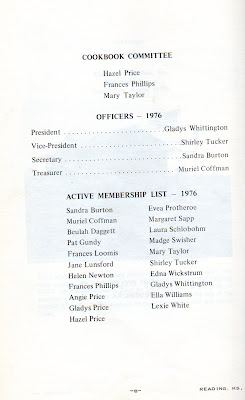 COOKBOOK COMMITTEE
Hazel Price
Frances Phillips
Mary Taylor
OFFICERS – 1976
President ........................ Gladys Whittington
Vice-President ........................ Shirley Tucker
Secretary ........................ Sandra Burton
Treasurer ........................ Muriel Coffman
ACTIVE MEMBERSHIP LIST – 1976
Sandra Burton
Muriel Coffman
Beulah Daggett
Pat Gundy
Frances Loomis
Jane Lunsford
Helen Newton
Frances Phillips
Angie Price
Gladys Price
Hazel Price
Evea Protheroe
Margaret Sapp
Laura Schlobohm
Madge Swisher
Mary Taylor
Shirley Tucker
Edna Wickstrum
Gladys Whittington
Ella Williams
Lexie White
READING, KS.